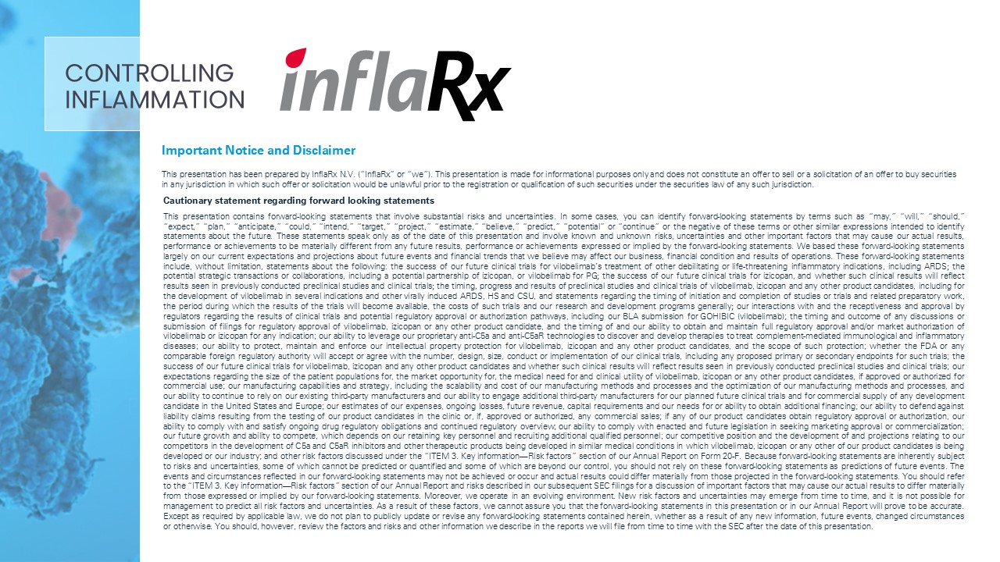 CONTROLLING
INFLAMMATION
inflaRx
Important Notice and Disclaimer
This presentation has been prepared by InflaRx N.V. (“InflaRx” or “we”). This presentation is made for informational purposes only and does not constitute an offer to sell or a solicitation of an offer to buy securities
in any jurisdiction in which such offer or solicitation would be unlawful prior to the registration or qualification of such securities under the securities law of any such jurisdiction.
Cautionary statement regarding forward looking statements
This presentation contains forward-looking statements that involve substantial risks and uncertainties. In some cases, you can identify forward-looking statements by terms such as “may,” “will,” “should,”
“expect,” “plan,” “anticipate,” “could,” “intend,” “target,” “project,” “estimate,” “believe,” “predict,” “potential” or “continue” or the negative of these terms or other similar expressions intended to identify
statements about the future. These statements speak only as of the date of this presentation and involve known and unknown risks, uncertainties and other important factors that may cause our actual results,
performance or achievements to be materially different from any future results, performance or achievements expressed or implied by the forward-looking statements. We based these forward-looking statements
largely on our current expectations and projections about future events and financial trends that we believe may affect our business, financial condition and results of operations. These forward-looking statements
include, without limitation, statements about the following: the success of our future clinical trials for vilobelimab’s treatment of other debilitating or life-threatening inflammatory indications, including ARDS; the
potential strategic transactions or collaborations, including a potential partnership of izicopan, or vilobelimab for PG; the success of our future clinical trials for izicopan, and whether such clinical results will reflect
results seen in previously conducted preclinical studies and clinical trials; the timing, progress and results of preclinical studies and clinical trials of vilobelimab, izicopan and any other product candidates, including for
the development of vilobelimab in several indications and other virally induced ARDS, HS and CSU, and statements regarding the timing of initiation and completion of studies or trials and related preparatory work,
the period during which the results of the trials will become available, the costs of such trials and our research and development programs generally; our interactions with and the receptiveness and approval by
regulators regarding the results of clinical trials and potential regulatory approval or authorization pathways, including our BLA submission for GOHIBIC (vilobelimab); the timing and outcome of any discussions or
submission of filings for regulatory approval of vilobelimab, izicopan or any other product candidate, and the timing of and our ability to obtain and maintain full regulatory approval and/or market authorization of
vilobelimab or izicopan for any indication; our ability to leverage our proprietary anti-C5a and anti-C5aR technologies to discover and develop therapies to treat complement-mediated immunological and inflammatory
diseases; our ability to protect, maintain and enforce our intellectual property protection for vilobelimab, izicopan and any other product candidates, and the scope of such protection; whether the FDA or any
comparable foreign regulatory authority will accept or agree with the number, design, size, conduct or implementation of our clinical trials, including any proposed primary or secondary endpoints for such trials; the
success of our future clinical trials for vilobelimab, izicopan and any other product candidates and whether such clinical results will reflect results seen in previously conducted preclinical studies and clinical trials; our
expectations regarding the size of the patient populations for, the market opportunity for, the medical need for and clinical utility of vilobelimab, izicopan or any other product candidates, if approved or authorized for
commercial use; our manufacturing capabilities and strategy, including the scalability and cost of our manufacturing methods and processes and the optimization of our manufacturing methods and processes, and
our ability to continue to rely on our existing third-party manufacturers and our ability to engage additional third-party manufacturers for our planned future clinical trials and for commercial supply of any development
candidate in the United States and Europe; our estimates of our expenses, ongoing losses, future revenue, capital requirements and our needs for or ability to obtain additional financing; our ability to defend against
liability claims resulting from the testing of our product candidates in the clinic or, if, approved or authorized, any commercial sales; if any of our product candidates obtain regulatory approval or authorization, our
ability to comply with and satisfy ongoing drug regulatory obligations and continued regulatory overview; our ability to comply with enacted and future legislation in seeking marketing approval or commercialization;
our future growth and ability to compete, which depends on our retaining key personnel and recruiting additional qualified personnel; our competitive position and the development of and projections relating to our
competitors in the development of C5a and C5aR inhibitors and other therapeutic products being developed in similar medical conditions in which vilobelimab, izicopan or any other of our product candidates is being
developed or our industry; and other risk factors discussed under the “ITEM 3. Key information—Risk factors” section of our Annual Report on Form 20-F. Because forward-looking statements are inherently subject
to risks and uncertainties, some of which cannot be predicted or quantified and some of which are beyond our control, you should not rely on these forward-looking statements as predictions of future events. The
events and circumstances reflected in our forward-looking statements may not be achieved or occur and actual results could differ materially from those projected in the forward-looking statements. You should refer
to the “ITEM 3. Key information—Risk factors” section of our Annual Report and risks described in our subsequent SEC filings for a discussion of important factors that may cause our actual results to differ materially
from those expressed or implied by our forward-looking statements. Moreover, we operate in an evolving environment. New risk factors and uncertainties may emerge from time to time, and it is not possible for
management to predict all risk factors and uncertainties. As a result of these factors, we cannot assure you that the forward-looking statements in this presentation or in our Annual Report will prove to be accurate.
Except as required by applicable law, we do not plan to publicly update or revise any forward-looking statements contained herein, whether as a result of any new information, future events, changed circumstances
or otherwise. You should, however, review the factors and risks and other information we describe in the reports we will file from time to time with the SEC after the date of this presentation.